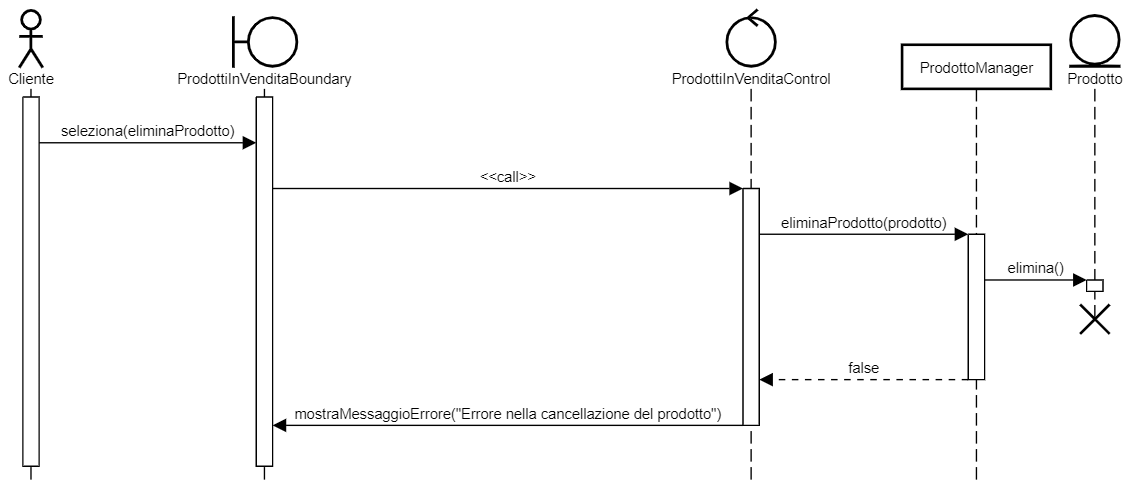 Cliente
ProdottiInVenditaBoundary
ProdottiInVenditaControl
ProdottoManager
Prodotto
seleziona(eliminaProdotto)
<<call>>
eliminaProdotto(prodotto)
elimina()
false
mostraMessaggioErrore("Errore nella cancellazione del prodotto")